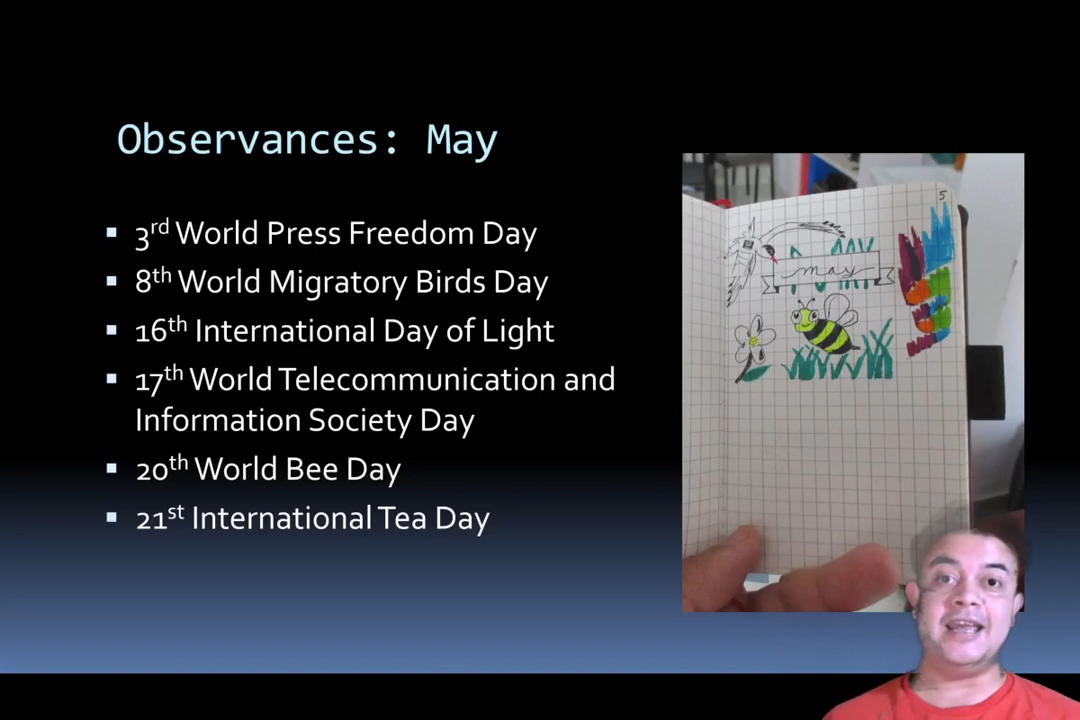 Observances: May
3rd World Press Freedom Day
8th World Migratory Birds Day
16th International Day of Light
17th World Telecommunication and
Information Society Day
20th World Bee Day
21st International Tea Day
5
may